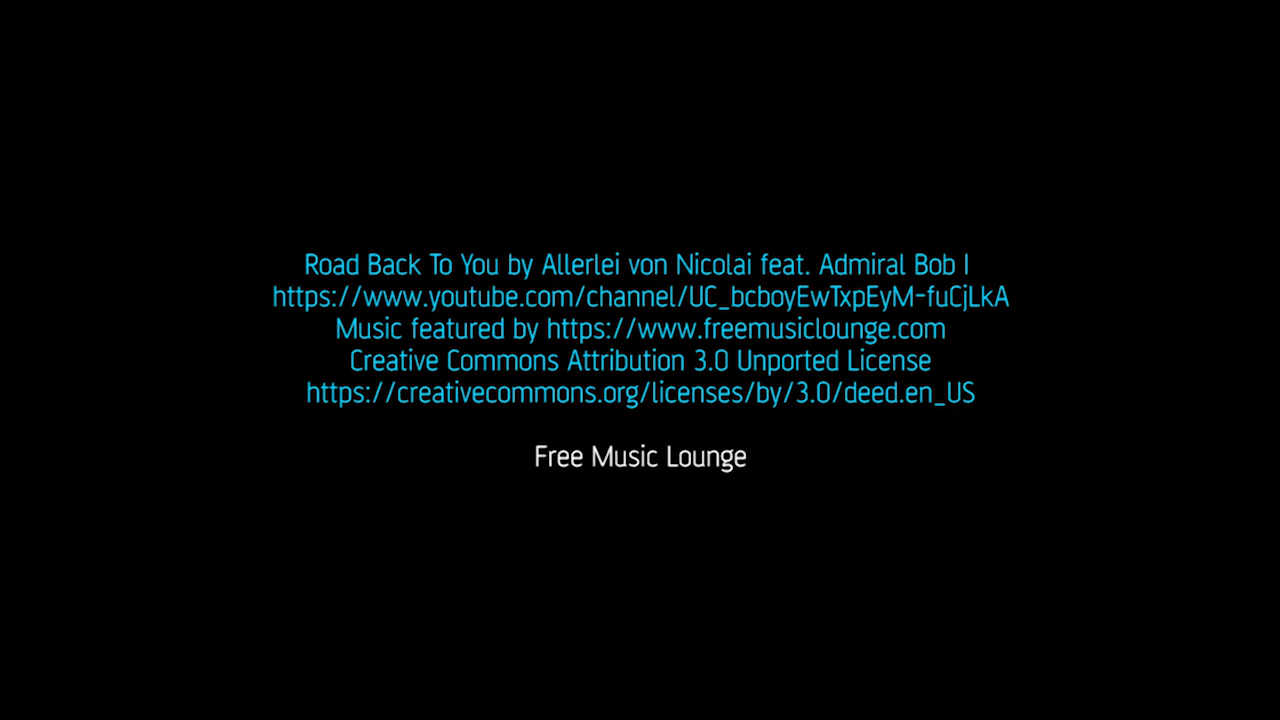 Road Back To You by Allerlei von Nicolai feat. Admiral Bob I
https://www.youtube.com/channel/UC_bcboyEwTxpEyM-fuCjLkA
Music featured by https://www.freemusiclounge.com
Creative Commons Attribution 3.0 Unported License
https://creativecommons.org/licenses/by/3.0/deed.en_US
Free Music Lounge